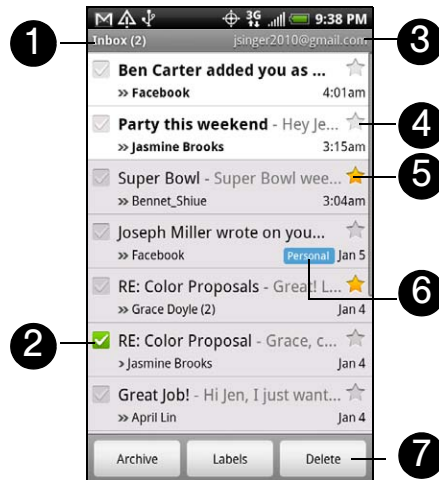 3G 9:38 PM
Inbox (2) jsinger2010@gmail.com
Ben Carter added you as ...
» Facebook 4:01am
Party this weekend - Hey Je...
» Jasmine Brooks 3:15am
Super Bowl - Super Bowl wee...
» Bennet_Shiue 3:04am
Joseph Miller wrote on you...
» Facebook Personal Jan 5
RE: Color Proposals - Great! L...
» Grace Doyle (2) Jan 4
RE: Color Proposal - Grace, c...
› Jasmine Brooks Jan 4
Great Job! - Hi Jen, I just want...
» April Lin Jan 4
Archive Labels Delete
1
2
3
4
5
6
7